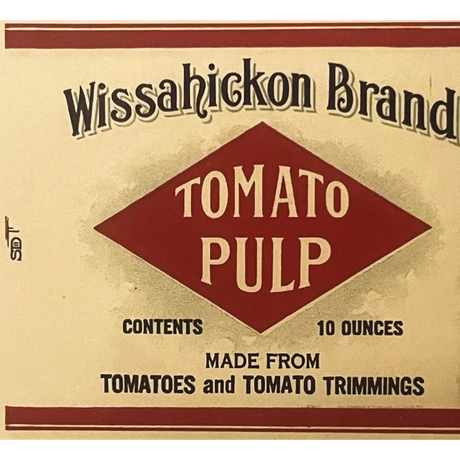 Wissahickon Brand
TOMATO
PULP
CONTENTS 10 OUNCES
MADE FROM
TOMATOES and TOMATO TRIMMINGS